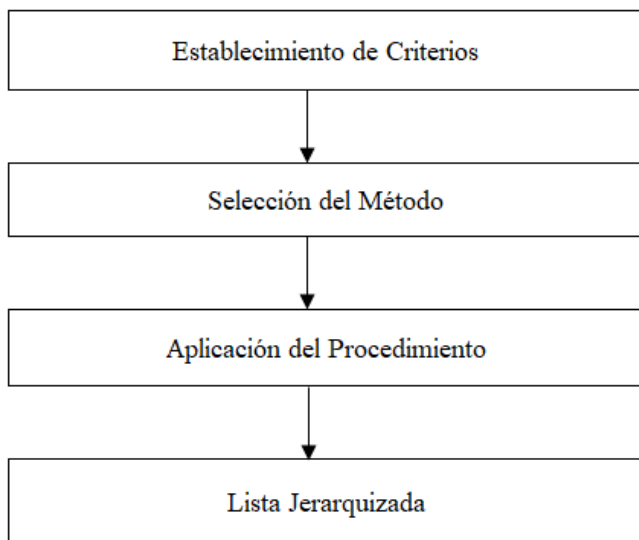 Establecimiento de Criterios
Selección del Método
Aplicación del Procedimiento
Lista Jerarquizada